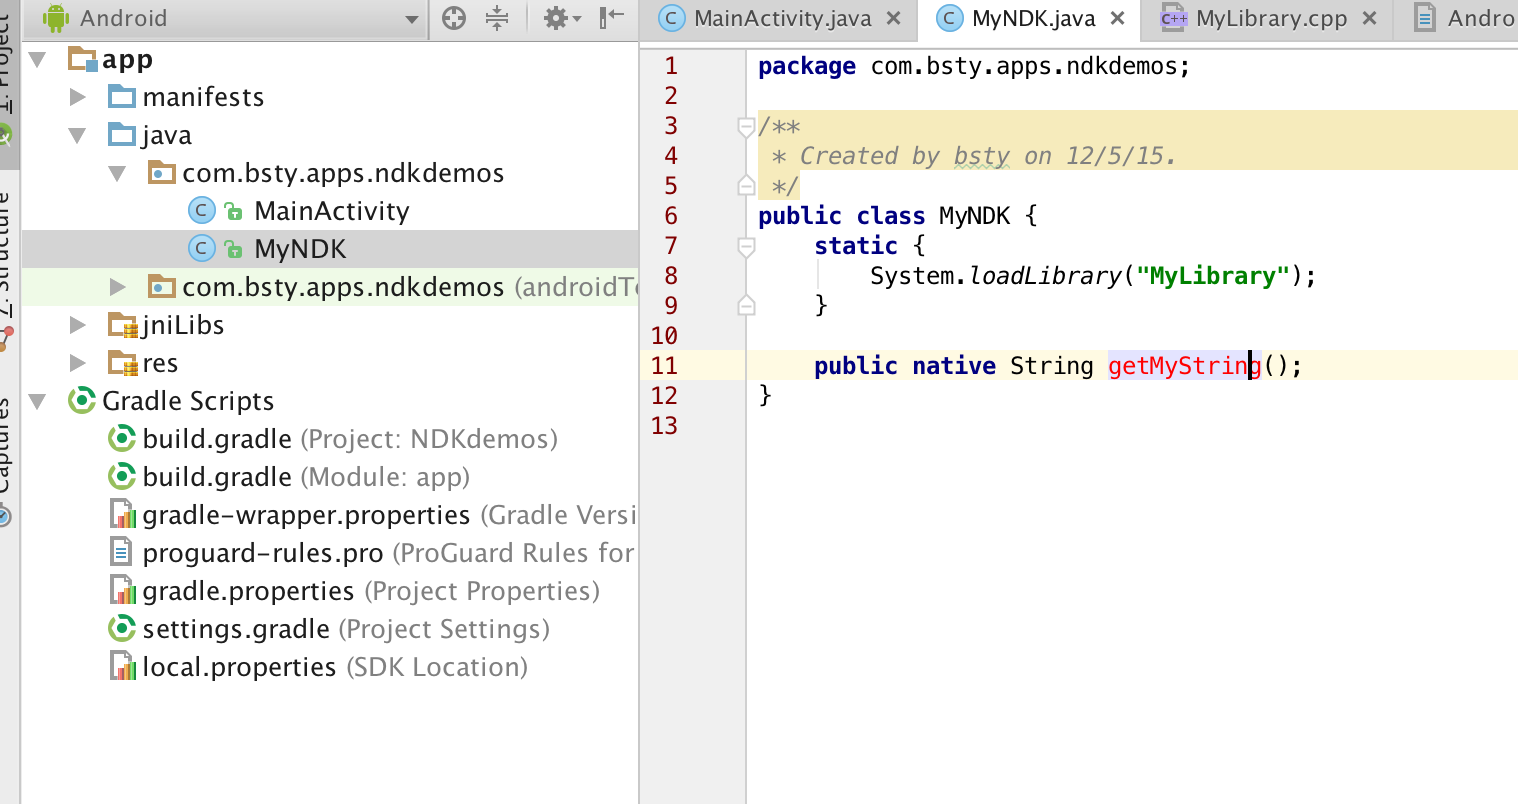 Android
1: Project
Z: Structure
Captures
app
manifests
java
com.bsty.apps.ndkdemos
MainActivity
MyNDK
com.bsty.apps.ndkdemos (androidTe
jniLibs
res
Gradle Scripts
build.gradle (Project: NDKdemos)
build.gradle (Module: app)
gradle-wrapper.properties (Gradle Versi
proguard-rules.pro (ProGuard Rules for
gradle.properties (Project Properties)
settings.gradle (Project Settings)
local.properties (SDK Location)
MainActivity.java MyNDK.java MyLibrary.cpp Andro
1 package com.bsty.apps.ndkdemos;
2
3 /**
4 * Created by bsty on 12/5/15.
5 */
6 public class MyNDK {
7 static {
8 System.loadLibrary("MyLibrary");
9 }
10
11 public native String getMyString();
12 }
13